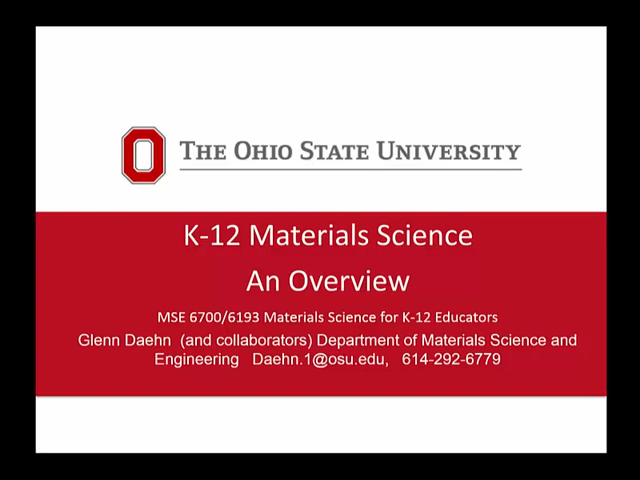 THE OHIO STATE UNIVERSITY
K-12 Materials Science
An Overview
MSE 6700/6193 Materials Science for K-12 Educators
Glenn Daehn (and collaborators) Department of Materials Science and
Engineering Daehn.1@osu.edu, 614-292-6779